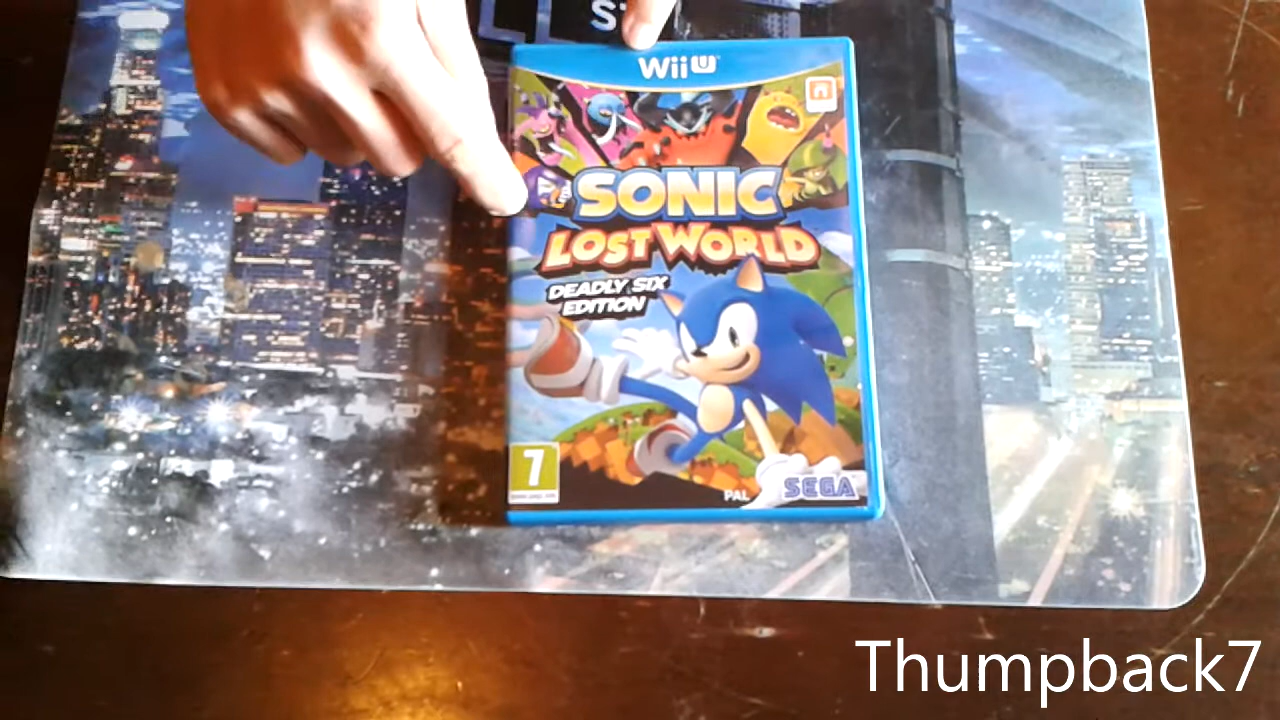 Wii U
SONIC
LOST WORLD
DEADLY SIX
EDITION
7
PAL
SEGA
Thumpback7